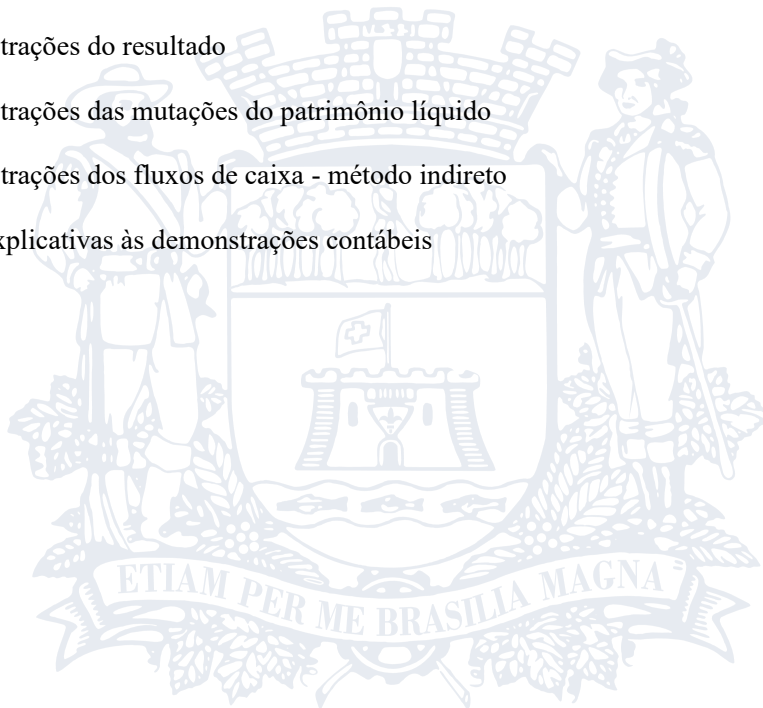 trações do resultado
trações das mutações do patrimônio líquido
trações dos fluxos de caixa - método indireto
xplicativas às demonstrações contábeis
ETIAM PER ME BRASILIA MAGNA